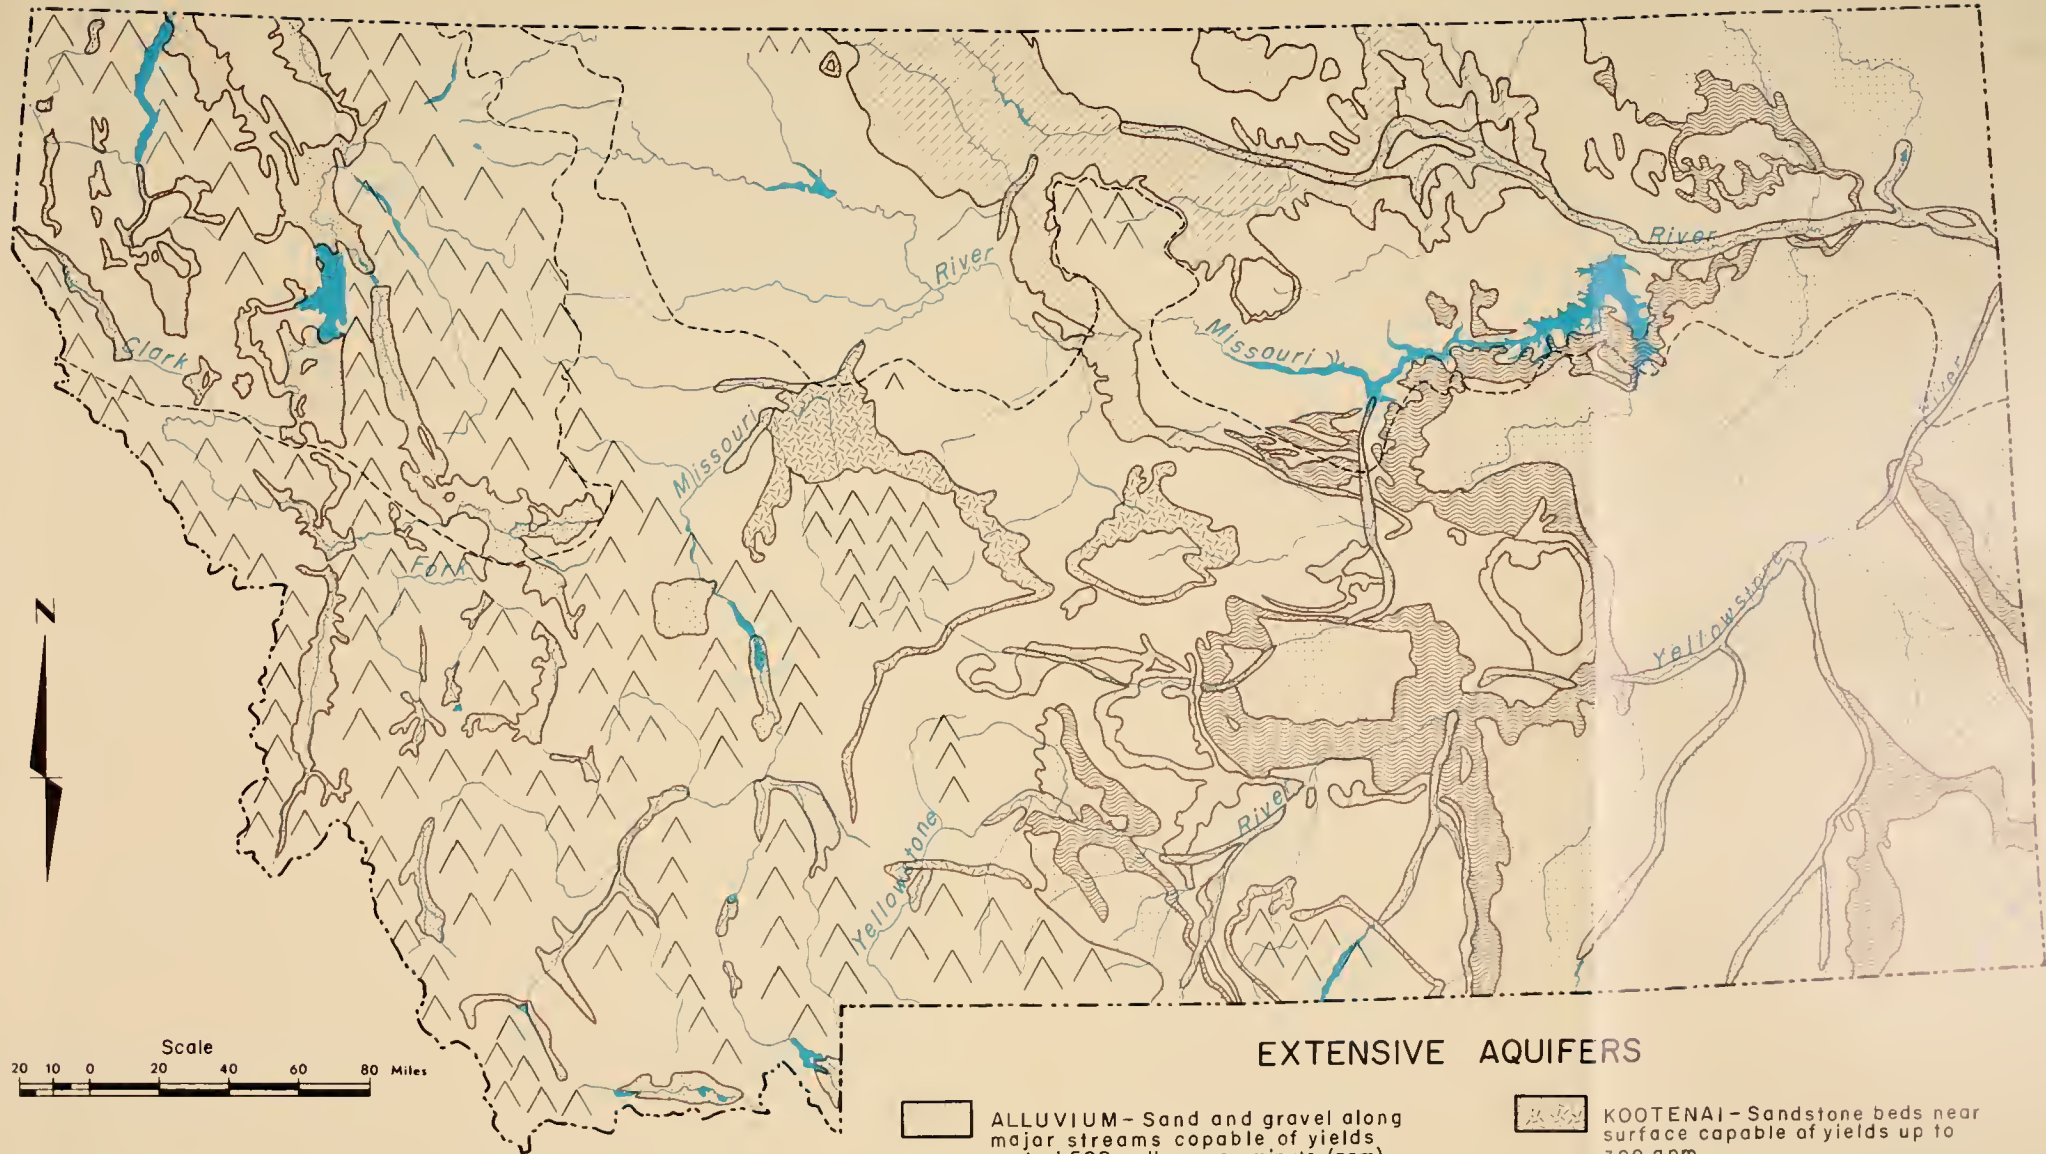 River
River
Missouri
Clark
River
Missouri
Fork
Yellowstone
River
Yellowstone
N
Scale
20 10 0 20 40 60 80 Miles
EXTENSIVE AQUIFERS
ALLUVIUM – Sand and gravel along
major streams capable of yields
KOOTENAI – Sandstone beds near
surface capable of yields up to